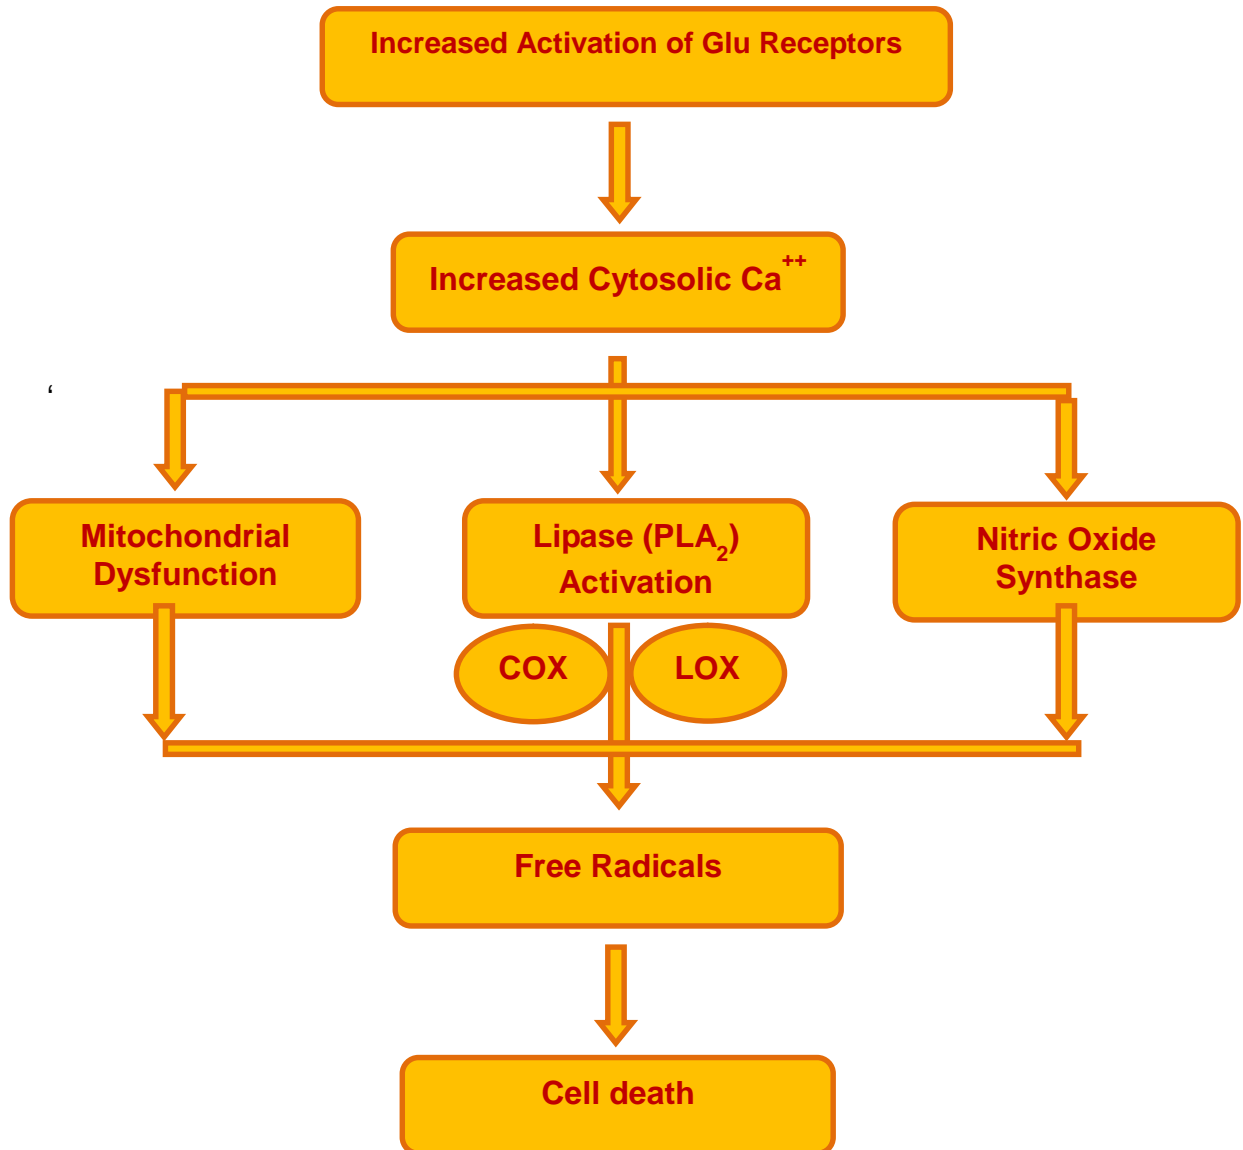 Increased Activation of Glu Receptors
Increased Cytosolic Ca++
‘
Mitochondrial
Dysfunction
Lipase (PLA2)
Activation
Nitric Oxide
Synthase
COX
LOX
Free Radicals
Cell death